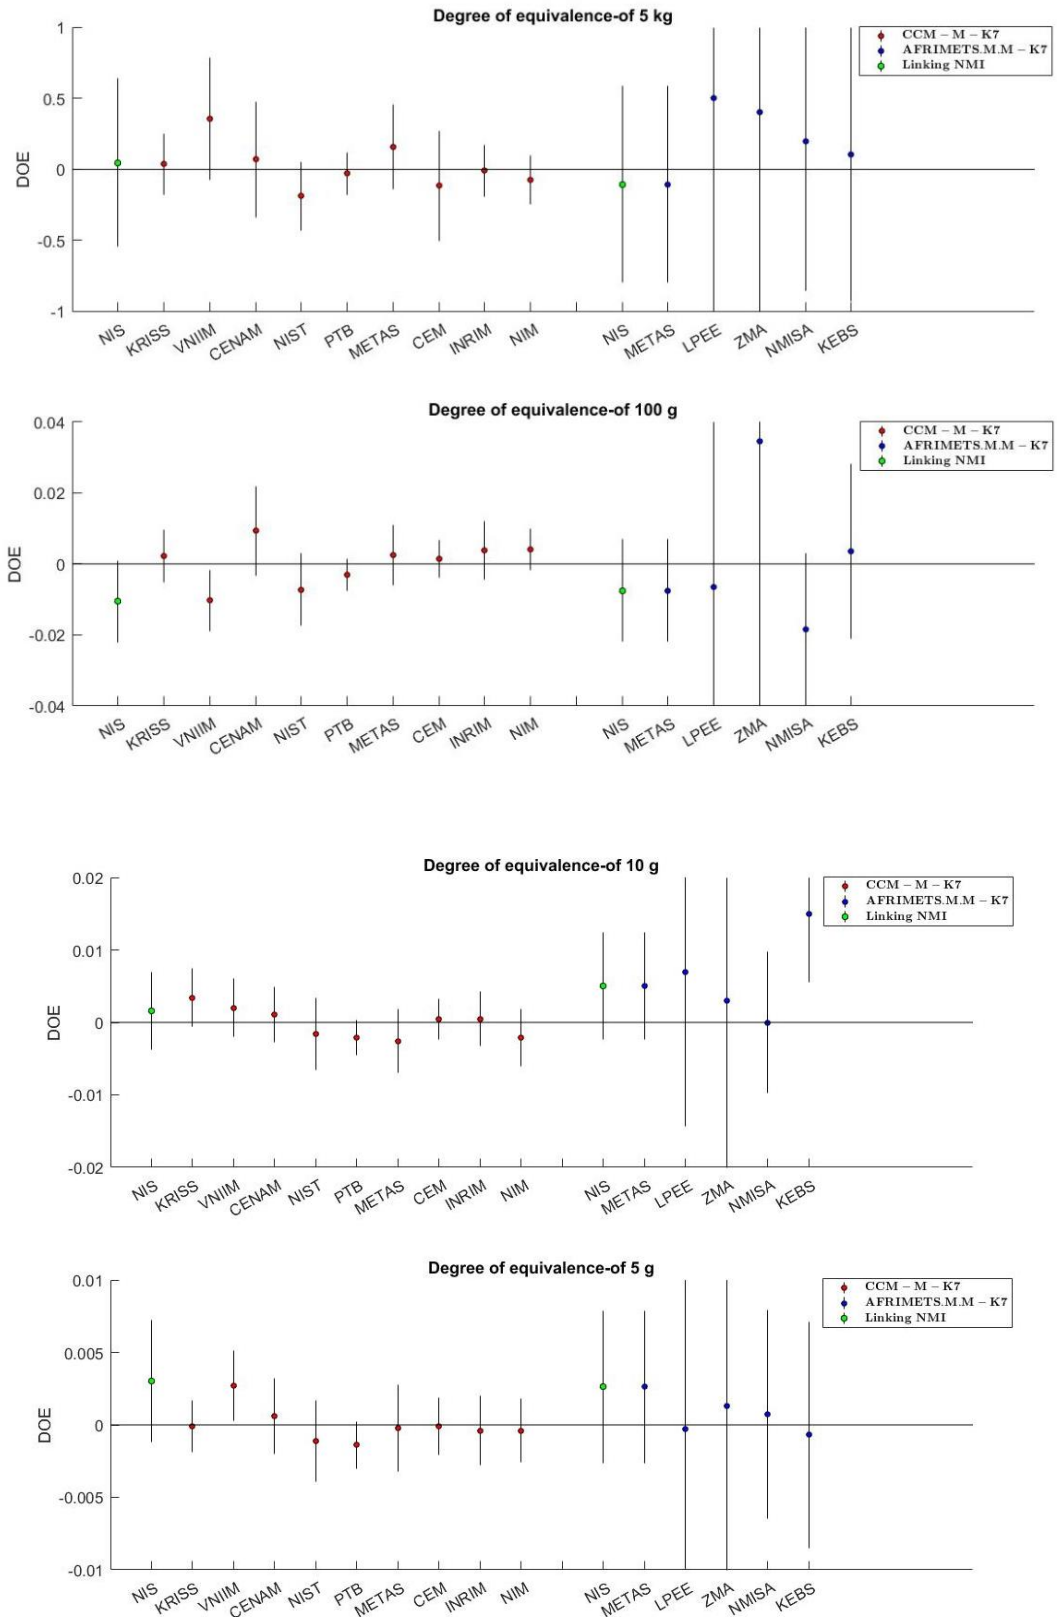 Degree of equivalence-of 5 kg
CCM – M – K7
AFRIMETS.M.M – K7
Linking NMI
DOE
1
0.5
0
-0.5
-1
NIS KRISS VNIIM CENAM NIST PTB METAS CEM INRIM NIM NIS METAS LPEE ZMA NMISA KEBS
Degree of equivalence-of 100 g
CCM – M – K7
AFRIMETS.M.M – K7
Linking NMI
DOE
0.04
0.02
0
-0.02
-0.04
NIS KRISS VNIIM CENAM NIST PTB METAS CEM INRIM NIM NIS METAS LPEE ZMA NMISA KEBS
Degree of equivalence-of 10 g
CCM – M – K7
AFRIMETS.M.M – K7
Linking NMI
DOE
0.02
0.01
0
-0.01
-0.02
NIS KRISS VNIIM CENAM NIST PTB METAS CEM INRIM NIM NIS METAS LPEE ZMA NMISA KEBS
Degree of equivalence-of 5 g
CCM – M – K7
AFRIMETS.M.M – K7
Linking NMI
DOE
0.01
0.005
0
-0.005
-0.01
NIS KRISS VNIIM CENAM NIST PTB METAS CEM INRIM NIM NIS METAS LPEE ZMA NMISA KEBS